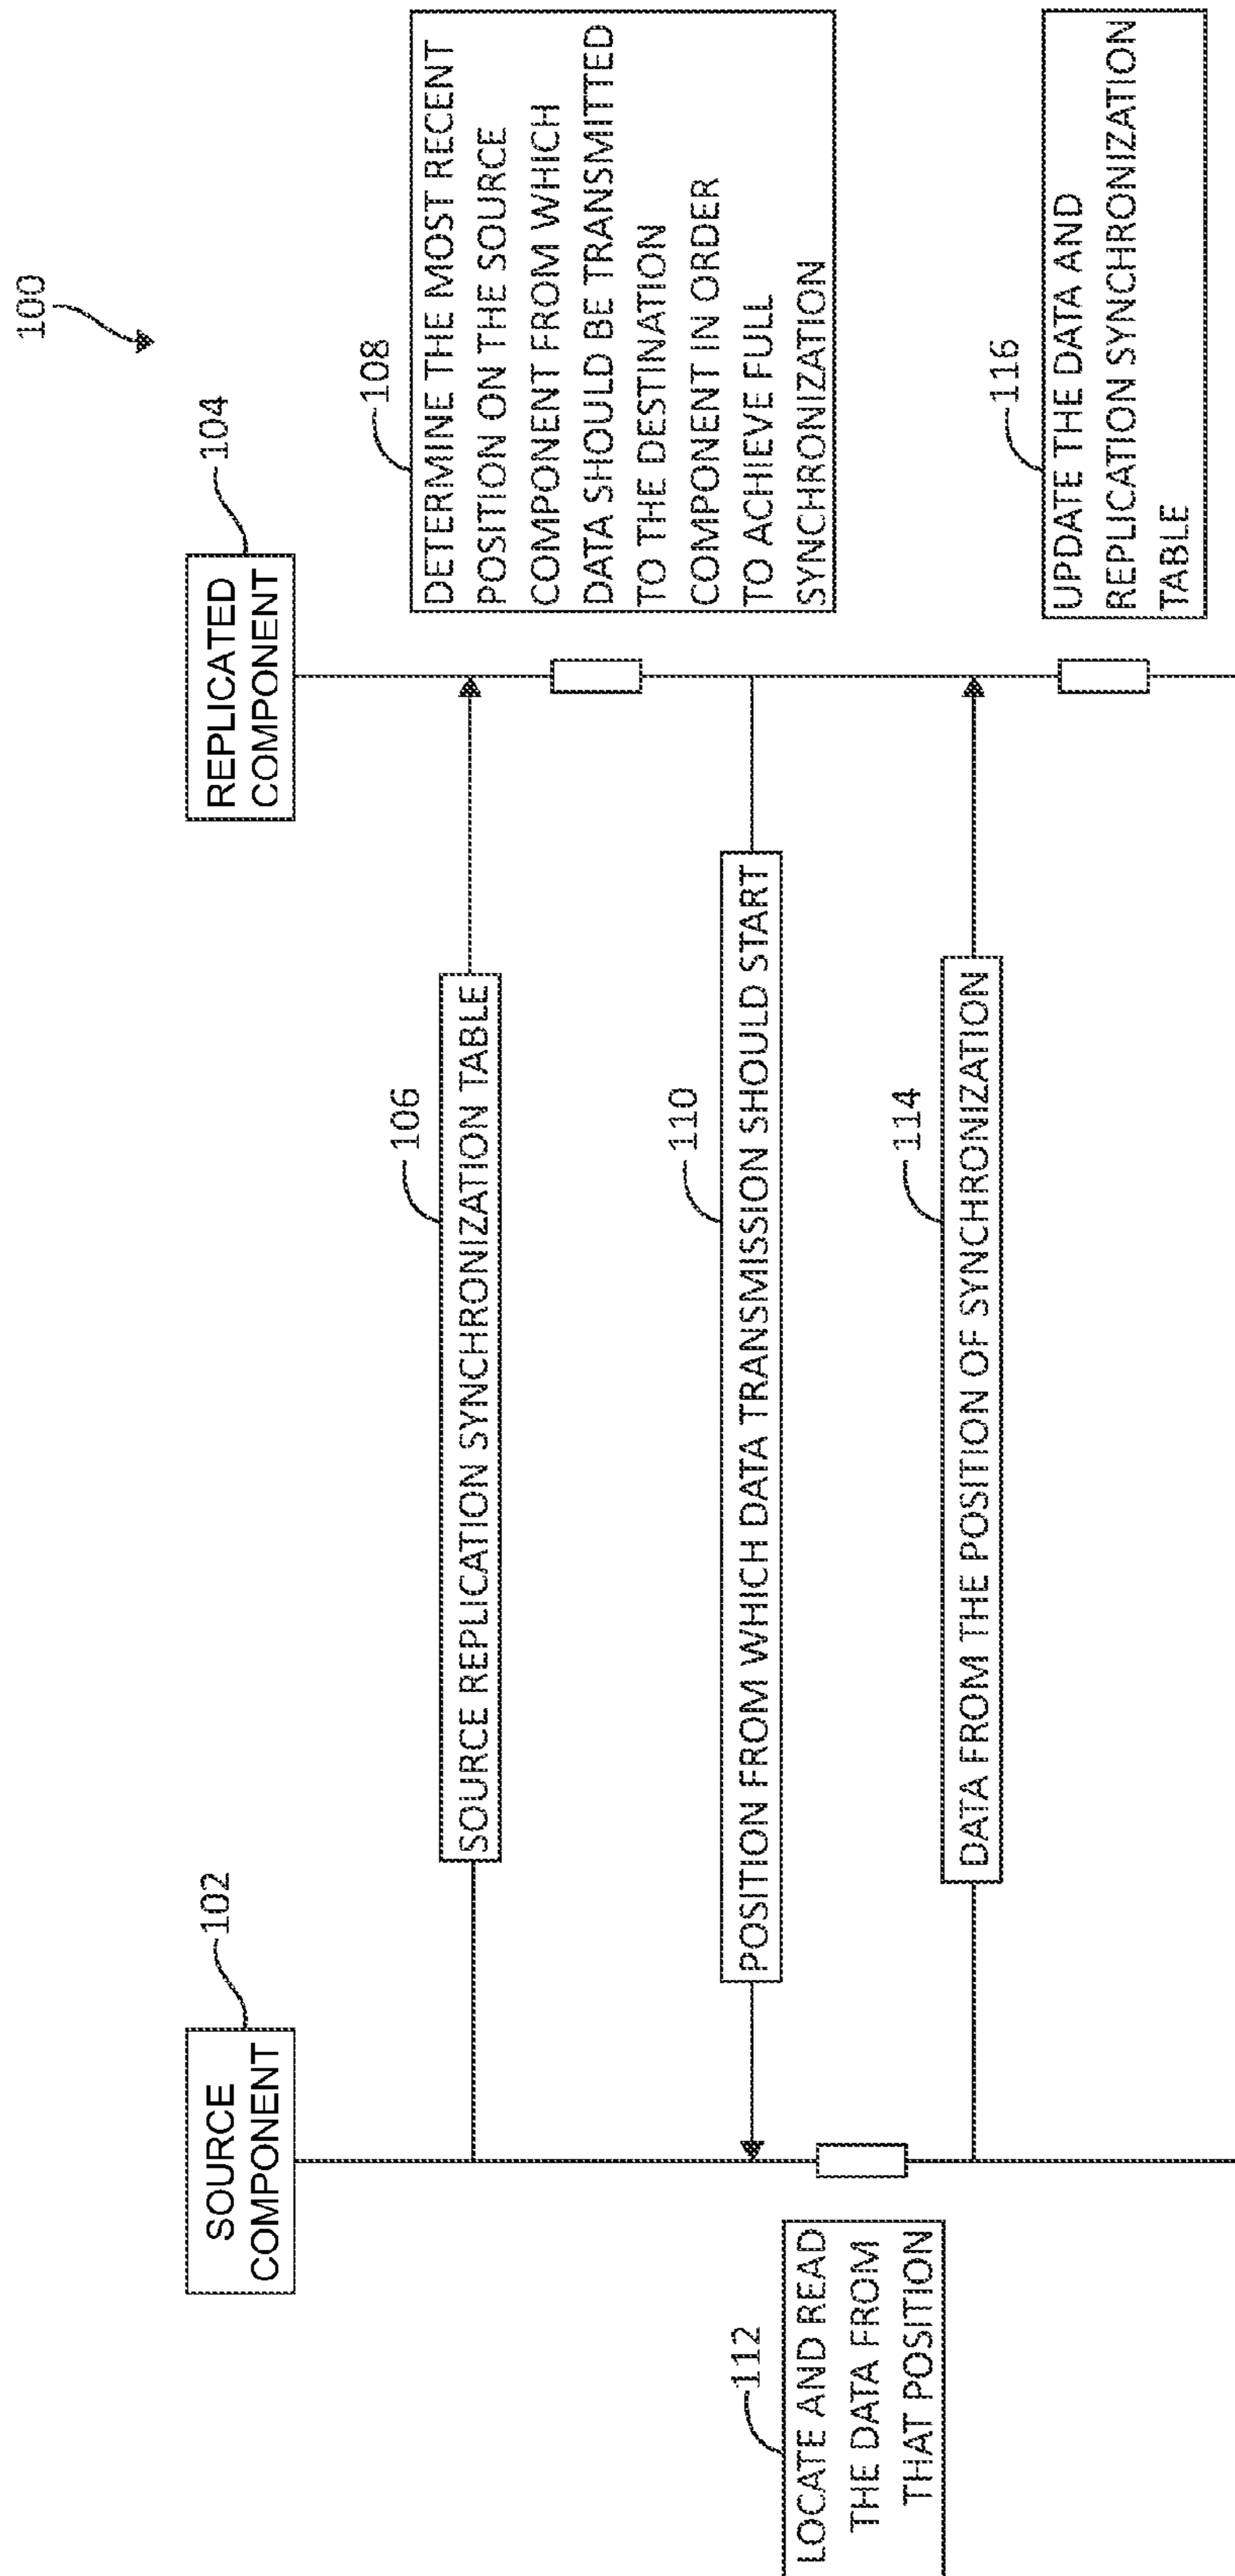 100
102
SOURCE
COMPONENT
104
REPLICATED
COMPONENT
106
SOURCE REPLICATION SYNCHRONIZATION TABLE
108
DETERMINE THE MOST RECENT
POSITION ON THE SOURCE
COMPONENT FROM WHICH
DATA SHOULD BE TRANSMITTED
TO THE DESTINATION
COMPONENT IN ORDER
TO ACHIEVE FULL
SYNCHRONIZATION
110
POSITION FROM WHICH DATA TRANSMISSION SHOULD START
112
LOCATE AND READ
THE DATA FROM
THAT POSITION
114
DATA FROM THE POSITION OF SYNCHRONIZATION
116
UPDATE THE DATA AND
REPLICATION SYNCHRONIZATION
TABLE